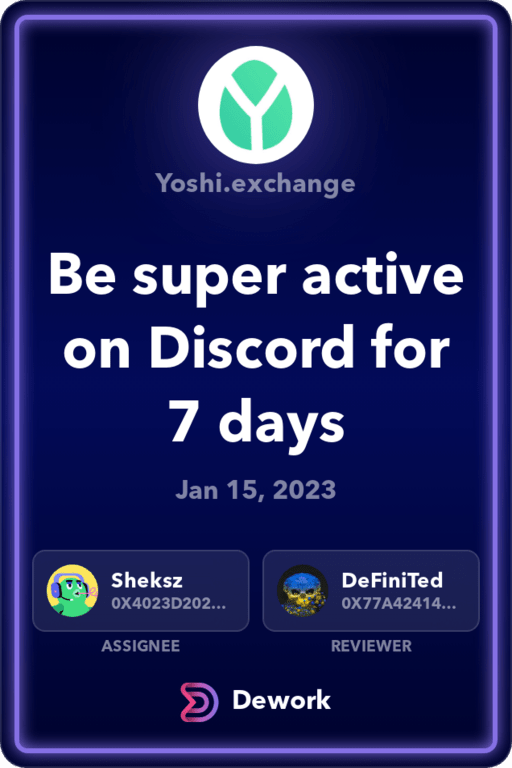 Yoshi.exchange
Be super active
on Discord for
7 days
Jan 15, 2023
Sheksz
0X4023D202...
ASSIGNEE
DeFiniTed
0X77A42414...
REVIEWER
Dework